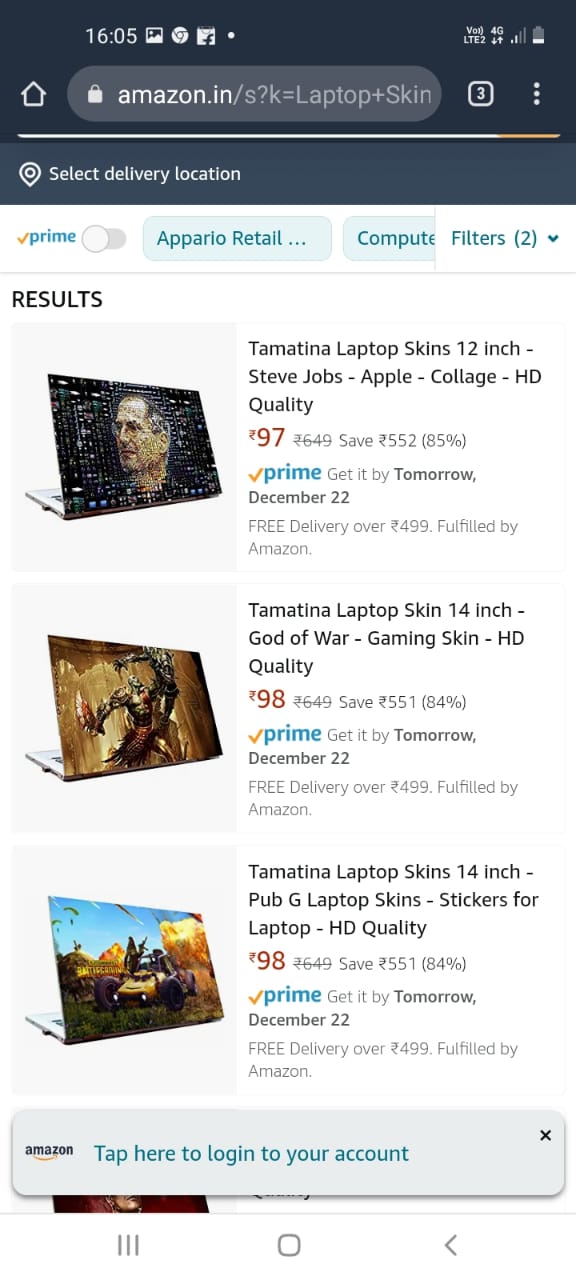 16:05
Vo) 4G
LTE2
amazon.in/s?k=Laptop+Skin
3
Select delivery location
prime
Appario Retail ...
Compute
Filters (2)
RESULTS
Tamatina Laptop Skins 12 inch -
Steve Jobs - Apple - Collage - HD
Quality
₹97 ₹649 Save ₹552 (85%)
prime Get it by Tomorrow,
December 22
FREE Delivery over ₹499. Fulfilled by
Amazon.
Tamatina Laptop Skin 14 inch -
God of War - Gaming Skin - HD
Quality
₹98 ₹649 Save ₹551 (84%)
prime Get it by Tomorrow,
December 22
FREE Delivery over ₹499. Fulfilled by
Amazon.
Tamatina Laptop Skins 14 inch -
Pub G Laptop Skins - Stickers for
Laptop - HD Quality
₹98 ₹649 Save ₹551 (84%)
prime Get it by Tomorrow,
December 22
FREE Delivery over ₹499. Fulfilled by
Amazon.
amazon Tap here to login to your account